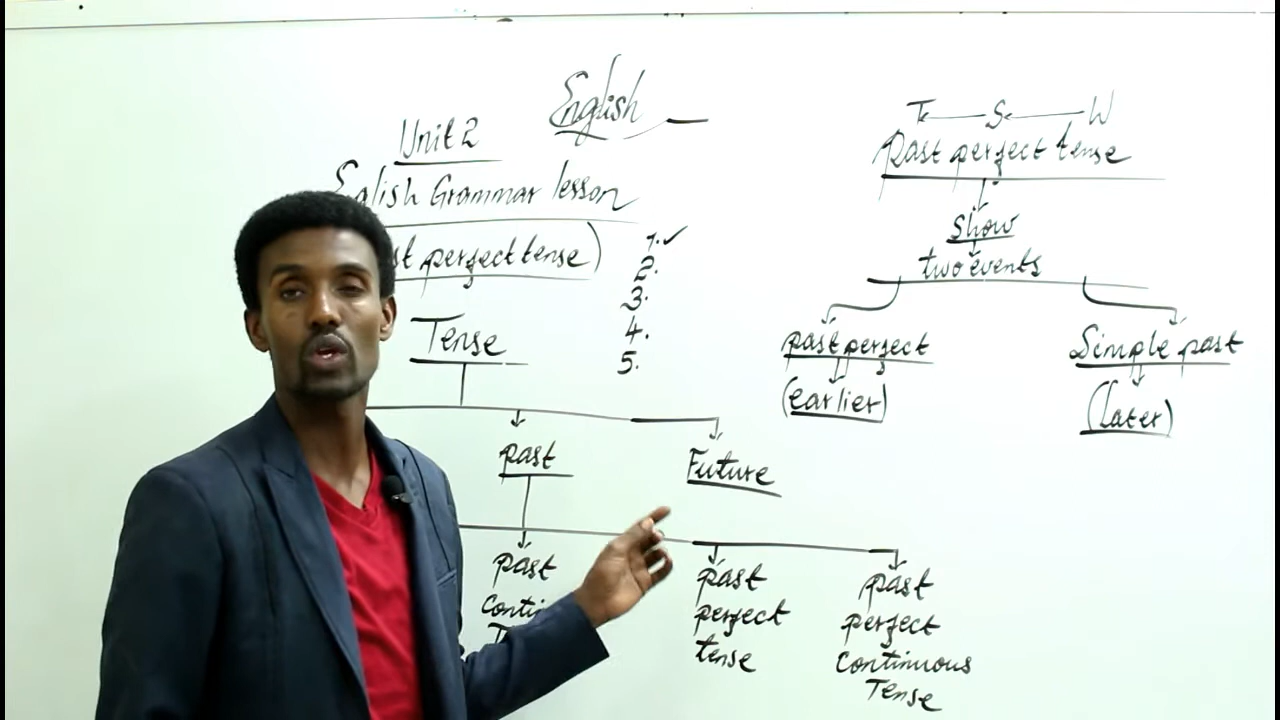 English
Unit 2
English Grammar lesson
perfect tense)
1. ✓
2.
3.
4.
5.
Tense
past
Future
past
past
perfect
tense
past
perfect
continuous
Tense
T S W
past perfect tense
show
two events
past perfect
(earlier)
Simple past
(later)